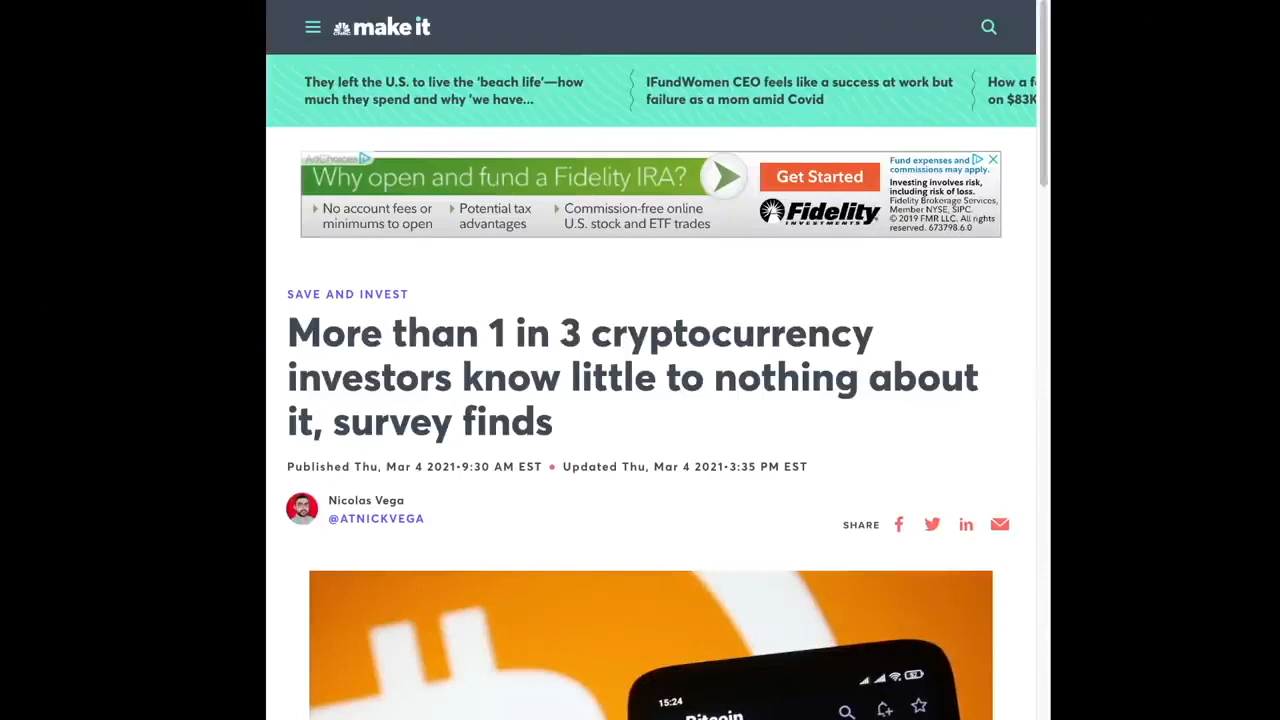 make it
They left the U.S. to live the 'beach life'—how
much they spend and why 'we have...
IFundWomen CEO feels like a success at work but
failure as a mom amid Covid
How a f
on $83K
AdChoices
Why open and fund a Fidelity IRA?
No account fees or
minimums to open
Potential tax
advantages
Commission-free online
U.S. stock and ETF trades
Get Started
Fidelity
INVESTMENTS
Fund expenses and
commissions may apply.
Investing involves risk,
including risk of loss.
Fidelity Brokerage Services,
Member NYSE, SIPC.
© 2019 FMR LLC. All rights
reserved. 673798.6.0
SAVE AND INVEST
More than 1 in 3 cryptocurrency
investors know little to nothing about
it, survey finds
Published Thu, Mar 4 2021•9:30 AM EST • Updated Thu, Mar 4 2021•3:35 PM EST
Nicolas Vega
@ATNICKVEGA
SHARE
15:24
Bitcoin